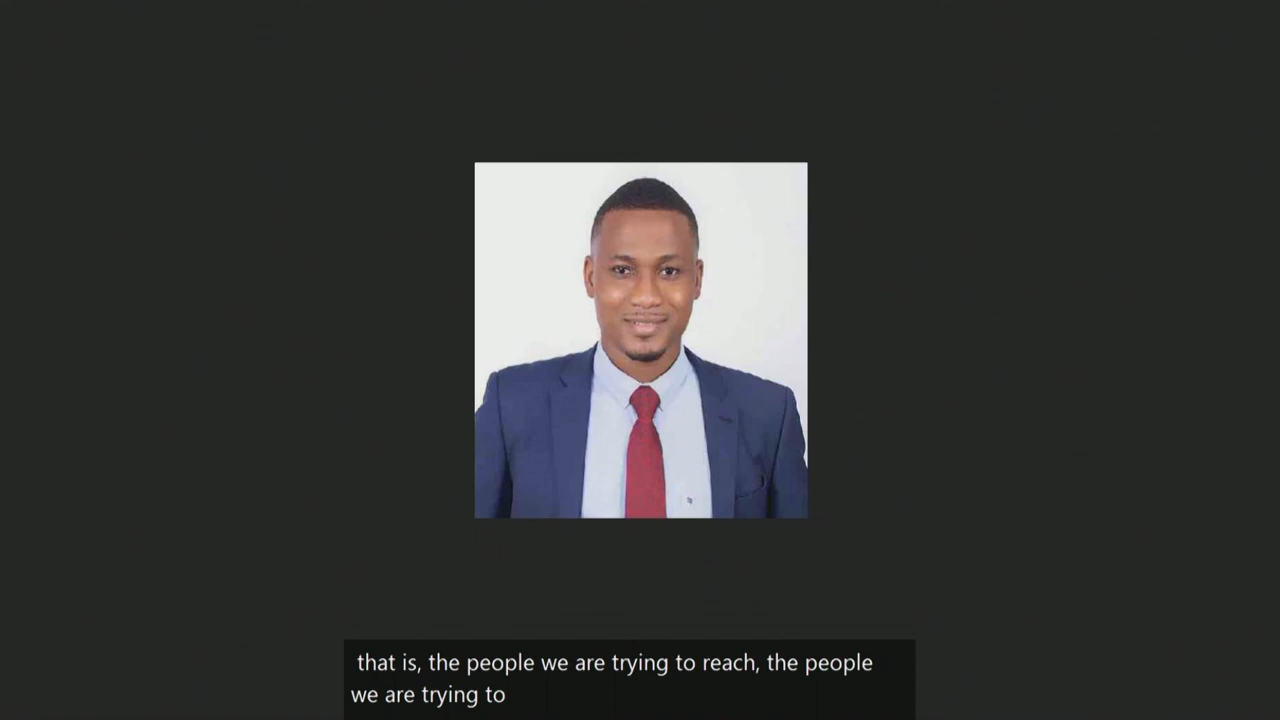 that is, the people we are trying to reach, the people
we are trying to